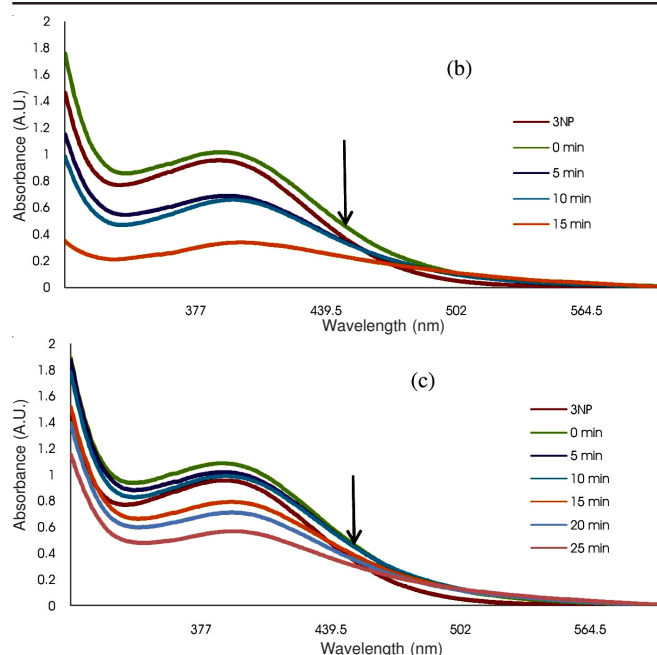 2
1.8
1.6
1.4
1.2
1
0.8
0.6
0.4
0.2
0
Absorbance (A.U.)
(b)
3NP
0 min
5 min
10 min
15 min
377
439.5
502
564.5
Wavelength (nm)
2
1.8
1.6
1.4
1.2
1
0.8
0.6
0.4
0.2
0
Absorbance (A.U.)
(c)
3NP
0 min
5 min
10 min
15 min
20 min
25 min
377
439.5
502
564.5
Wavelength (nm)